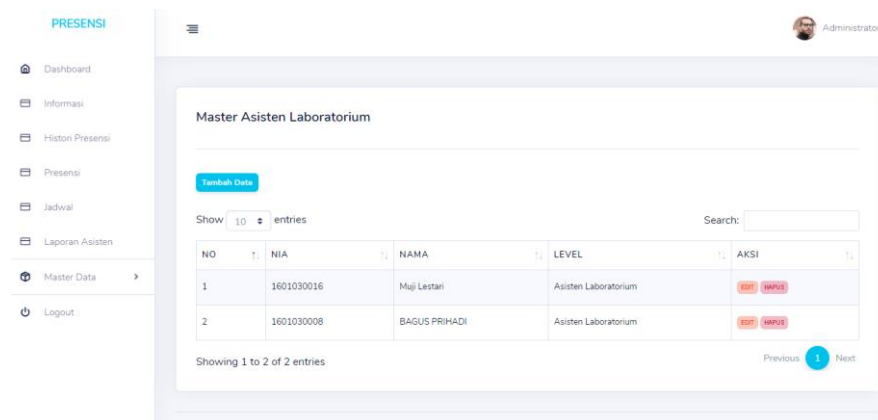 PRESENSI
Administrato
Dashboard
Informasi
Histori Presensi
Presensi
Jadwal
Laporan Asisten
Master Data
Logout
Master Asisten Laboratorium
Tambah Data
Show 10 entries
Search:
NO NIA NAMA LEVEL AKSI
1 1601030016 Muji Lestari Asisten Laboratorium EDIT HAPUS
2 1601030008 BAGUS PRIHADI Asisten Laboratorium EDIT HAPUS
Showing 1 to 2 of 2 entries
Previous 1 Next